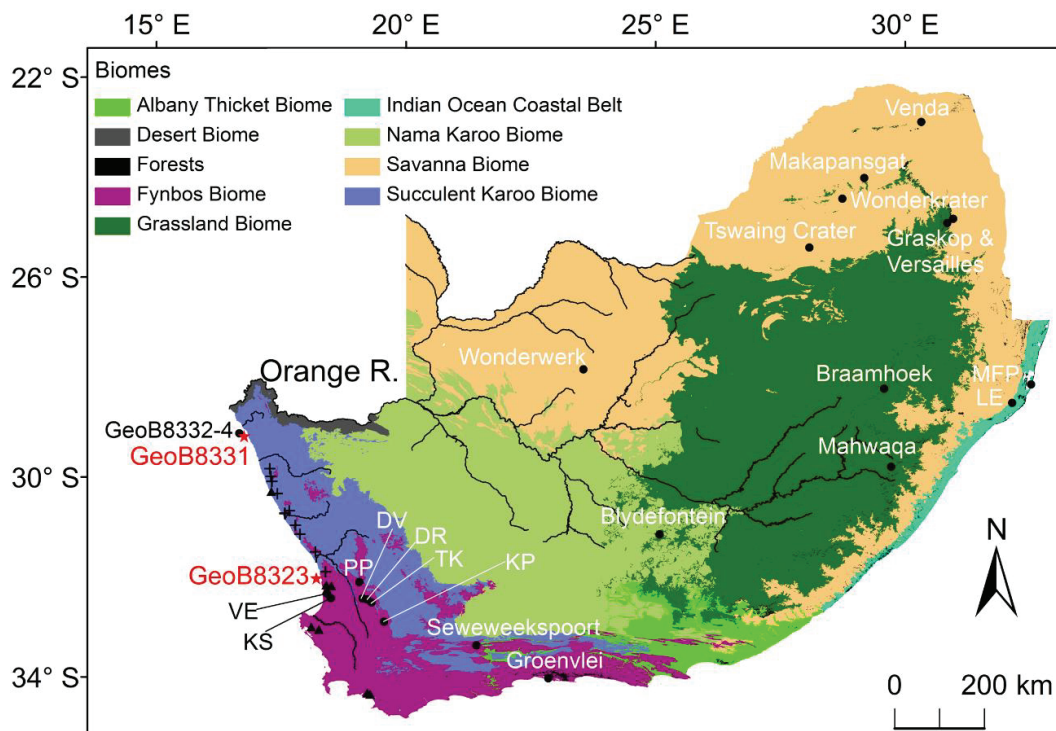 15° E 20° E 25° E 30° E
22° S
Biomes
Albany Thicket Biome
Desert Biome
Forests
Fynbos Biome
Grassland Biome
Indian Ocean Coastal Belt
Nama Karoo Biome
Savanna Biome
Succulent Karoo Biome
Venda
Makapansgat
Wonderkrater
Tswaing Crater
Graskop &
Versailles
26° S
Wonderwerk
Orange R.
Braamhoek
MFP
LE
GeoB8332-4
GeoB8331
Mahwaqa
30° S
Blydefontein
N
DV
DR
TK
KP
PP
GeoB8323
VE
KS
Seweweekspoort
Groenvlei
34° S
0 200 km